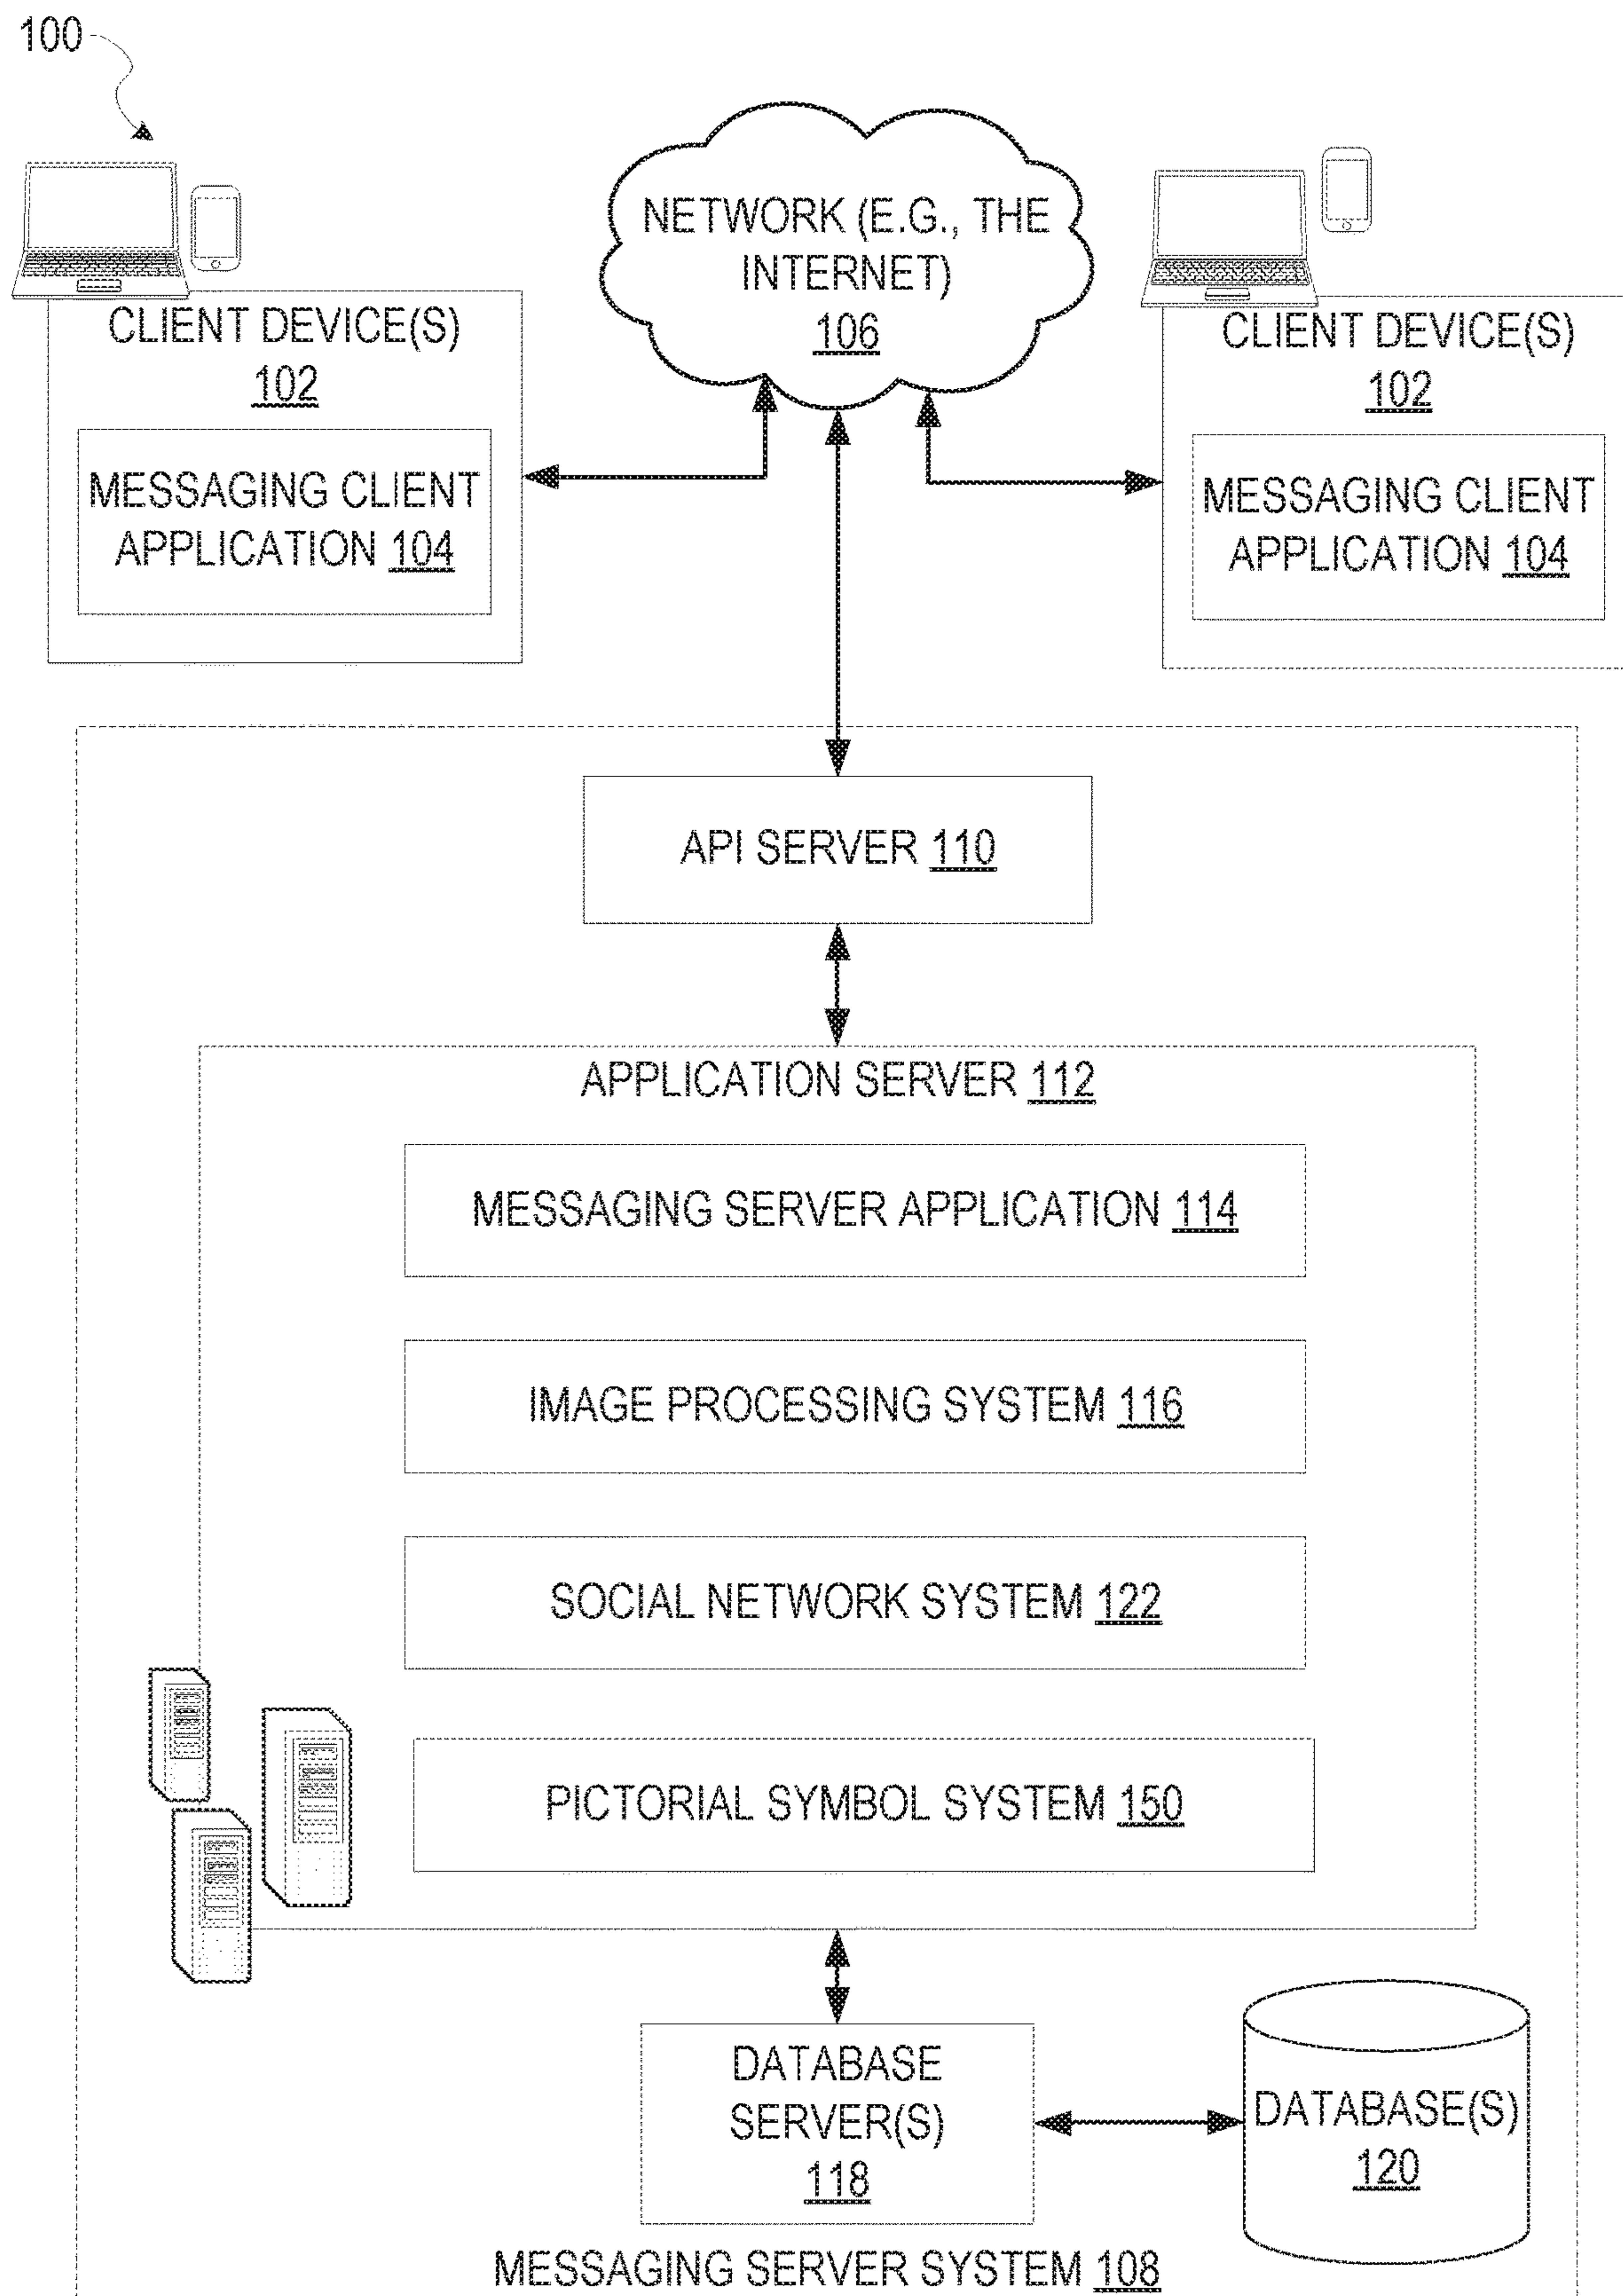 100
NETWORK (E.G., THE
INTERNET)
106
CLIENT DEVICE(S)
102
MESSAGING CLIENT
APPLICATION 104
CLIENT DEVICE(S)
102
MESSAGING CLIENT
APPLICATION 104
API SERVER 110
APPLICATION SERVER 112
MESSAGING SERVER APPLICATION 114
IMAGE PROCESSING SYSTEM 116
SOCIAL NETWORK SYSTEM 122
PICTORIAL SYMBOL SYSTEM 150
DATABASE
SERVER(S)
118
DATABASE(S)
120
MESSAGING SERVER SYSTEM 108